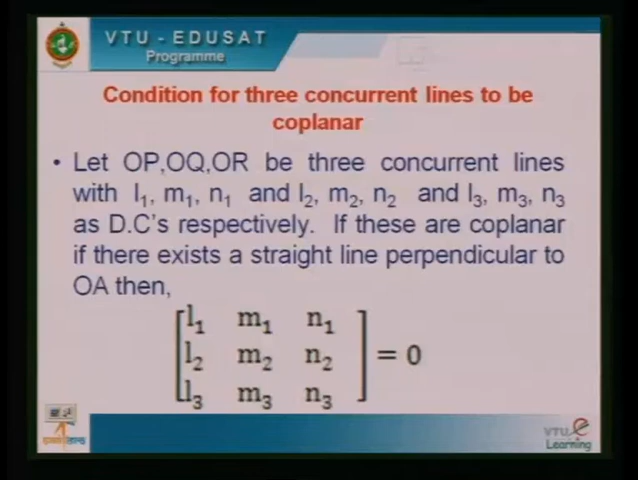 VTU - EDUSAT
Programme
Condition for three concurrent lines to be
coplanar
• Let OP,OQ,OR be three concurrent lines
with l₁, m₁, n₁ and l₂, m₂, n₂ and l₃, m₃, n₃
as D.C's respectively. If these are coplanar
if there exists a straight line perpendicular to
OA then,
[l₁ m₁ n₁]
[l₂ m₂ n₂] = 0
[l₃ m₃ n₃]
VTU e
Learning